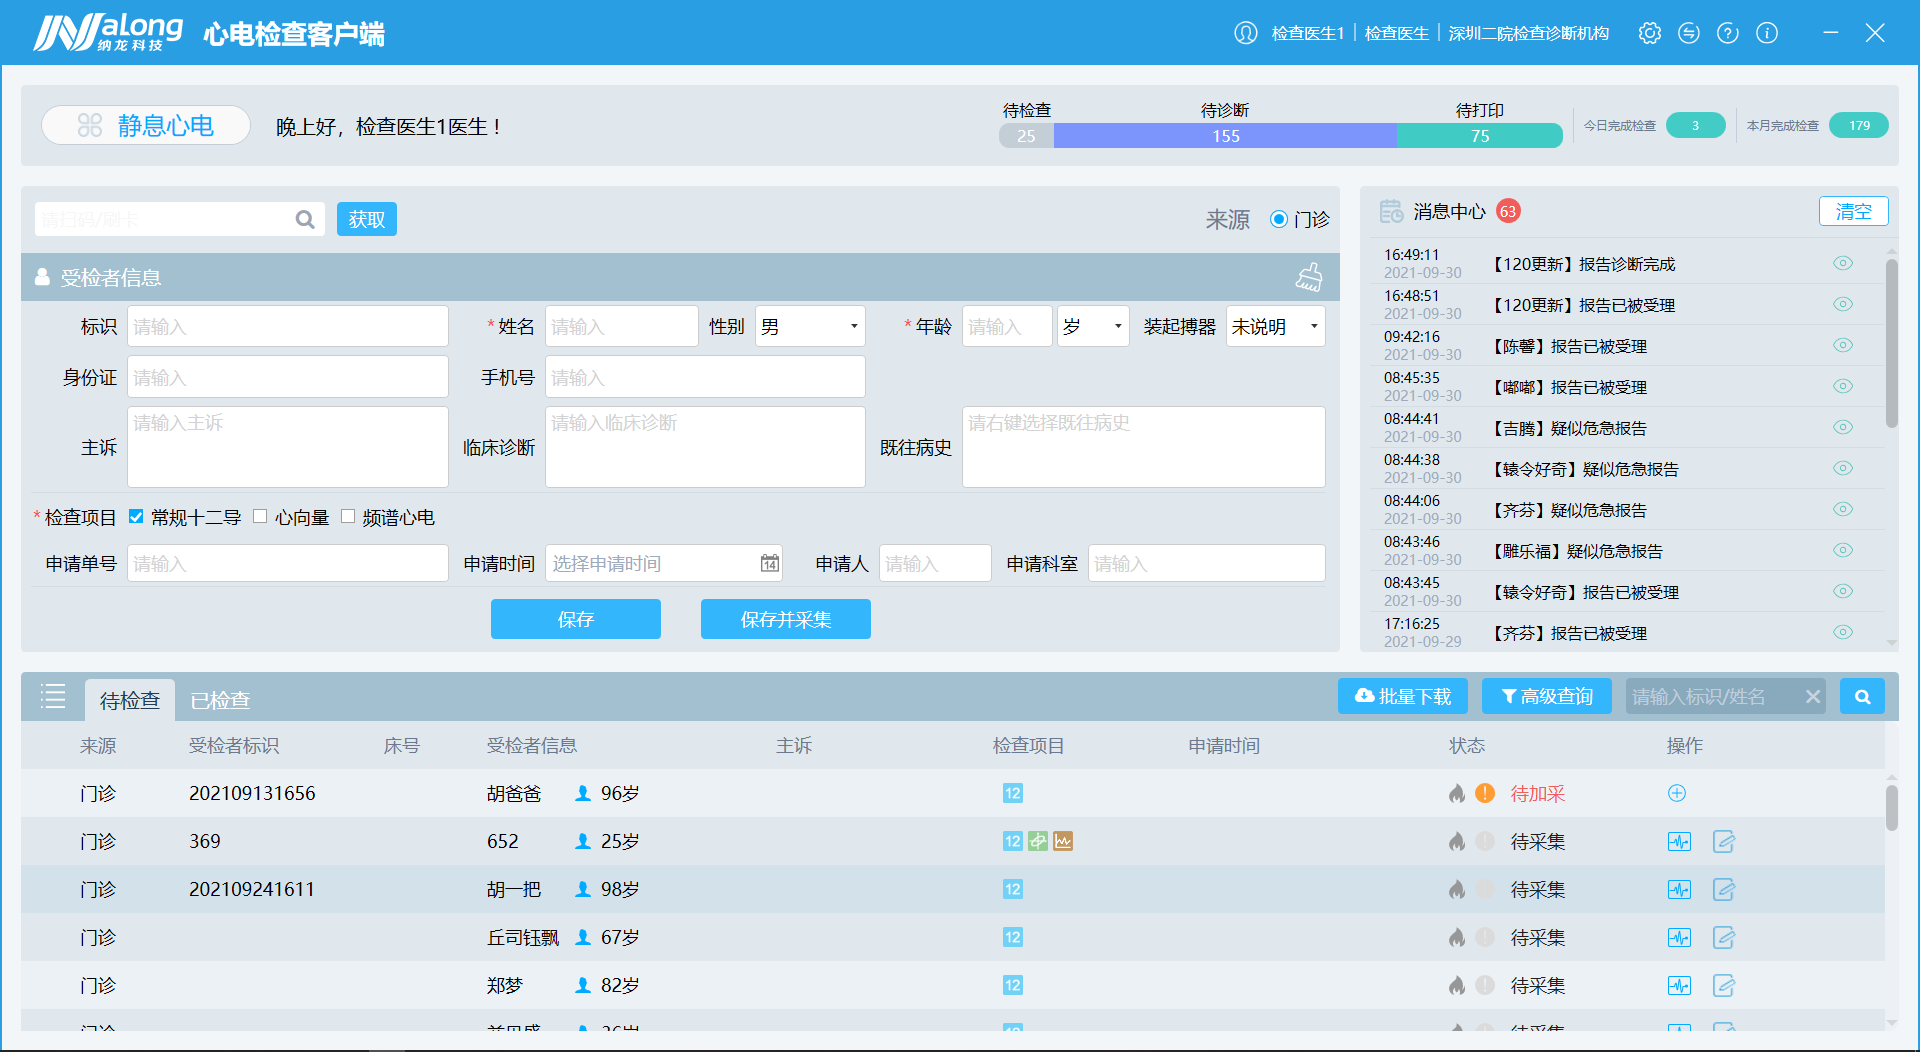 Nalong 纳龙科技 心电检查客户端 检查医生1 检查医生 深圳二院检查诊断机构
静息心电 晚上好，检查医生1医生！
待检查 待诊断 待打印
25 155 75 今日完成检查 3 本月完成检查 179
请扫码/刷卡 获取 来源 门诊
受检者信息
标识 请输入 *姓名 请输入 性别 男 *年龄 请输入 岁 装起搏器 未说明
身份证 请输入 手机号 请输入
主诉 请输入主诉 临床诊断 请输入临床诊断 既往病史 请右键选择既往病史
*检查项目 常规十二导 心向量 频谱心电
申请单号 请输入 申请时间 选择申请时间 14 申请人 请输入 申请科室 请输入
保存 保存并采集
消息中心 63 清空
16:49:11 2021-09-30 【120更新】报告诊断完成
16:48:51 2021-09-30 【120更新】报告已被受理
09:42:16 2021-09-30 【陈馨】报告已被受理
08:45:35 2021-09-30 【嘟嘟】报告已被受理
08:44:41 2021-09-30 【吉腾】疑似危急报告
08:44:38 2021-09-30 【辕令好奇】疑似危急报告
08:44:06 2021-09-30 【齐芬】疑似危急报告
08:43:46 2021-09-30 【雕乐福】疑似危急报告
08:43:45 2021-09-30 【辕令好奇】报告已被受理
17:16:25 2021-09-29 【齐芬】报告已被受理
待检查 已检查 批量下载 高级查询 请输入标识/姓名
来源 受检者标识 床号 受检者信息 主诉 检查项目 申请时间 状态 操作
门诊 202109131656 胡爸爸 96岁 12 待加采
门诊 369 652 25岁 12 待采集
门诊 202109241611 胡一把 98岁 12 待采集
门诊 丘司钰飘 67岁 12 待采集
门诊 郑梦 82岁 12 待采集